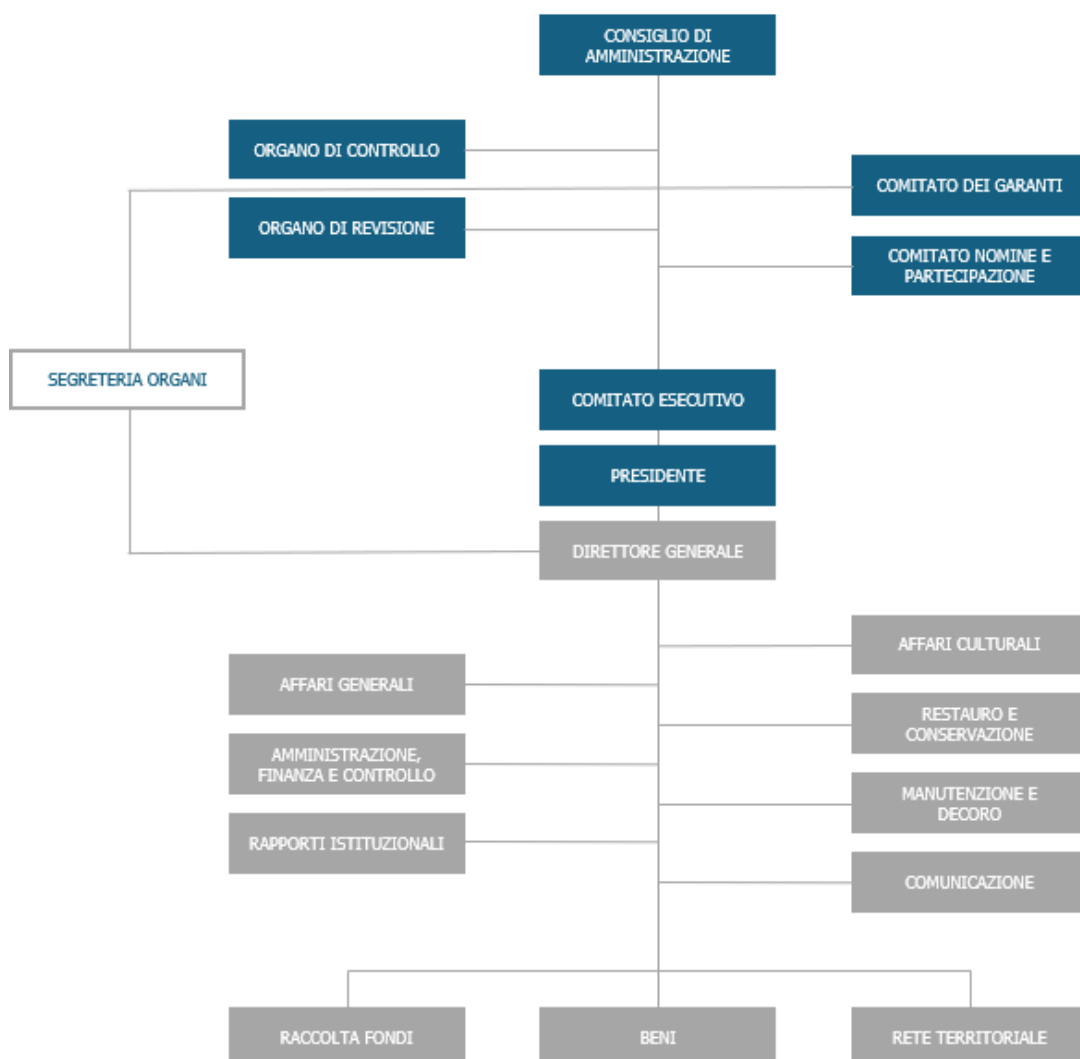 CONSIGLIO DI
AMMINISTRAZIONE
ORGANO DI CONTROLLO
COMITATO DEI GARANTI
ORGANO DI REVISIONE
COMITATO NOMINE E
PARTECIPAZIONE
SEGRETERIA ORGANI
COMITATO ESECUTIVO
PRESIDENTE
DIRETTORE GENERALE
AFFARI CULTURALI
AFFARI GENERALI
RESTAURO E
CONSERVAZIONE
AMMINISTRAZIONE,
FINANZA E CONTROLLO
MANUTENZIONE E
DECORO
RAPPORTI ISTITUZIONALI
COMUNICAZIONE
RACCOLTA FONDI
BENI
RETE TERRITORIALE